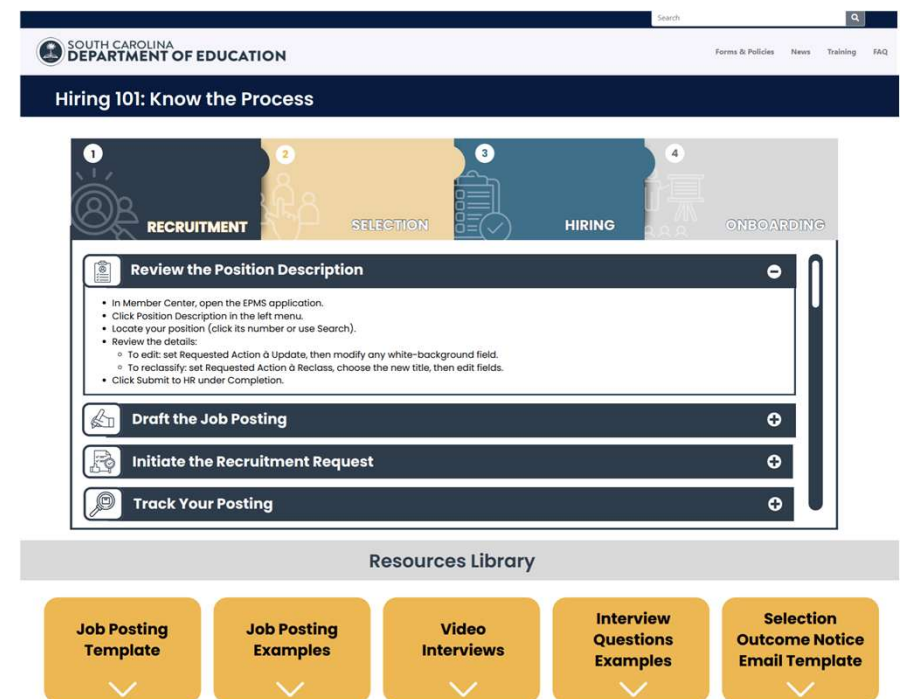 Search
SOUTH CAROLINA
DEPARTMENT OF EDUCATION
Forms & Policies News Training FAQ
Hiring 101: Know the Process
1
RECRUITMENT
2
SELECTION
3
HIRING
4
ONBOARDING
Review the Position Description
• In Member Center, open the EPMS application.
• Click Position Description in the left menu.
• Locate your position (click its number or use Search).
• Review the details:
◦ To edit: set Requested Action à Update, then modify any white-background field.
◦ To reclassify: set Requested Action à Reclass, choose the new title, then edit fields.
• Click Submit to HR under Completion.
Draft the Job Posting
Initiate the Recruitment Request
Track Your Posting
Resources Library
Job Posting
Template
Job Posting
Examples
Video
Interviews
Interview
Questions
Examples
Selection
Outcome Notice
Email Template